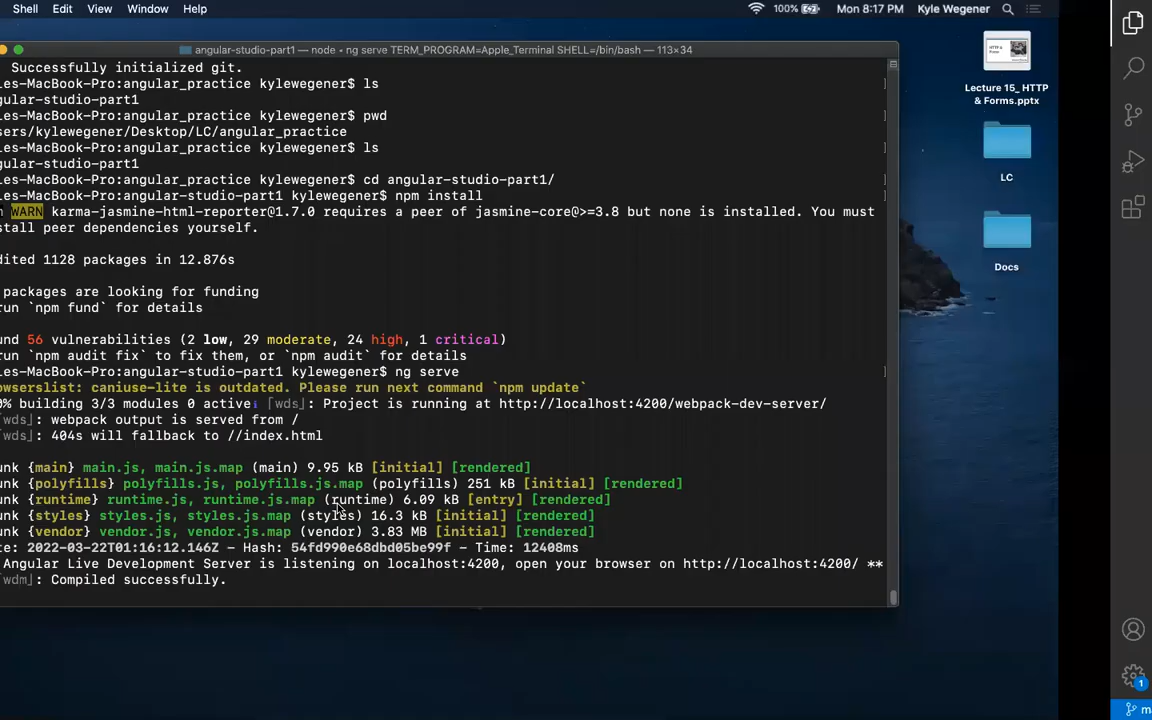 Shell Edit View Window Help 100% Mon 8:17 PM Kyle Wegener
angular-studio-part1 — node ◂ ng serve TERM_PROGRAM=Apple_Terminal SHELL=/bin/bash — 113×34
Successfully initialized git.
les-MacBook-Pro:angular_practice kylewegener$ ls
gular-studio-part1
les-MacBook-Pro:angular_practice kylewegener$ pwd
sers/kylewegener/Desktop/LC/angular_practice
les-MacBook-Pro:angular_practice kylewegener$ ls
gular-studio-part1
les-MacBook-Pro:angular_practice kylewegener$ cd angular-studio-part1/
les-MacBook-Pro:angular-studio-part1 kylewegener$ npm install
m WARN karma-jasmine-html-reporter@1.7.0 requires a peer of jasmine-core@>=3.8 but none is installed. You must
stall peer dependencies yourself.
dited 1128 packages in 12.876s
packages are looking for funding
run `npm fund` for details
und 56 vulnerabilities (2 low, 29 moderate, 24 high, 1 critical)
run `npm audit fix` to fix them, or `npm audit` for details
les-MacBook-Pro:angular-studio-part1 kylewegener$ ng serve
owserslist: caniuse-lite is outdated. Please run next command `npm update`
0% building 3/3 modules 0 active ℹ ｢wds｣: Project is running at http://localhost:4200/webpack-dev-server/
｢wds｣: webpack output is served from /
｢wds｣: 404s will fallback to //index.html
unk {main} main.js, main.js.map (main) 9.95 kB [initial] [rendered]
unk {polyfills} polyfills.js, polyfills.js.map (polyfills) 251 kB [initial] [rendered]
unk {runtime} runtime.js, runtime.js.map (runtime) 6.09 kB [entry] [rendered]
unk {styles} styles.js, styles.js.map (styles) 16.3 kB [initial] [rendered]
unk {vendor} vendor.js, vendor.js.map (vendor) 3.83 MB [initial] [rendered]
te: 2022-03-22T01:16:12.146Z - Hash: 54fd990e68dbd05be99f - Time: 12408ms
Angular Live Development Server is listening on localhost:4200, open your browser on http://localhost:4200/ **
｢wdm｣: Compiled successfully.
Lecture 15_ HTTP
& Forms.pptx
LC
Docs
1